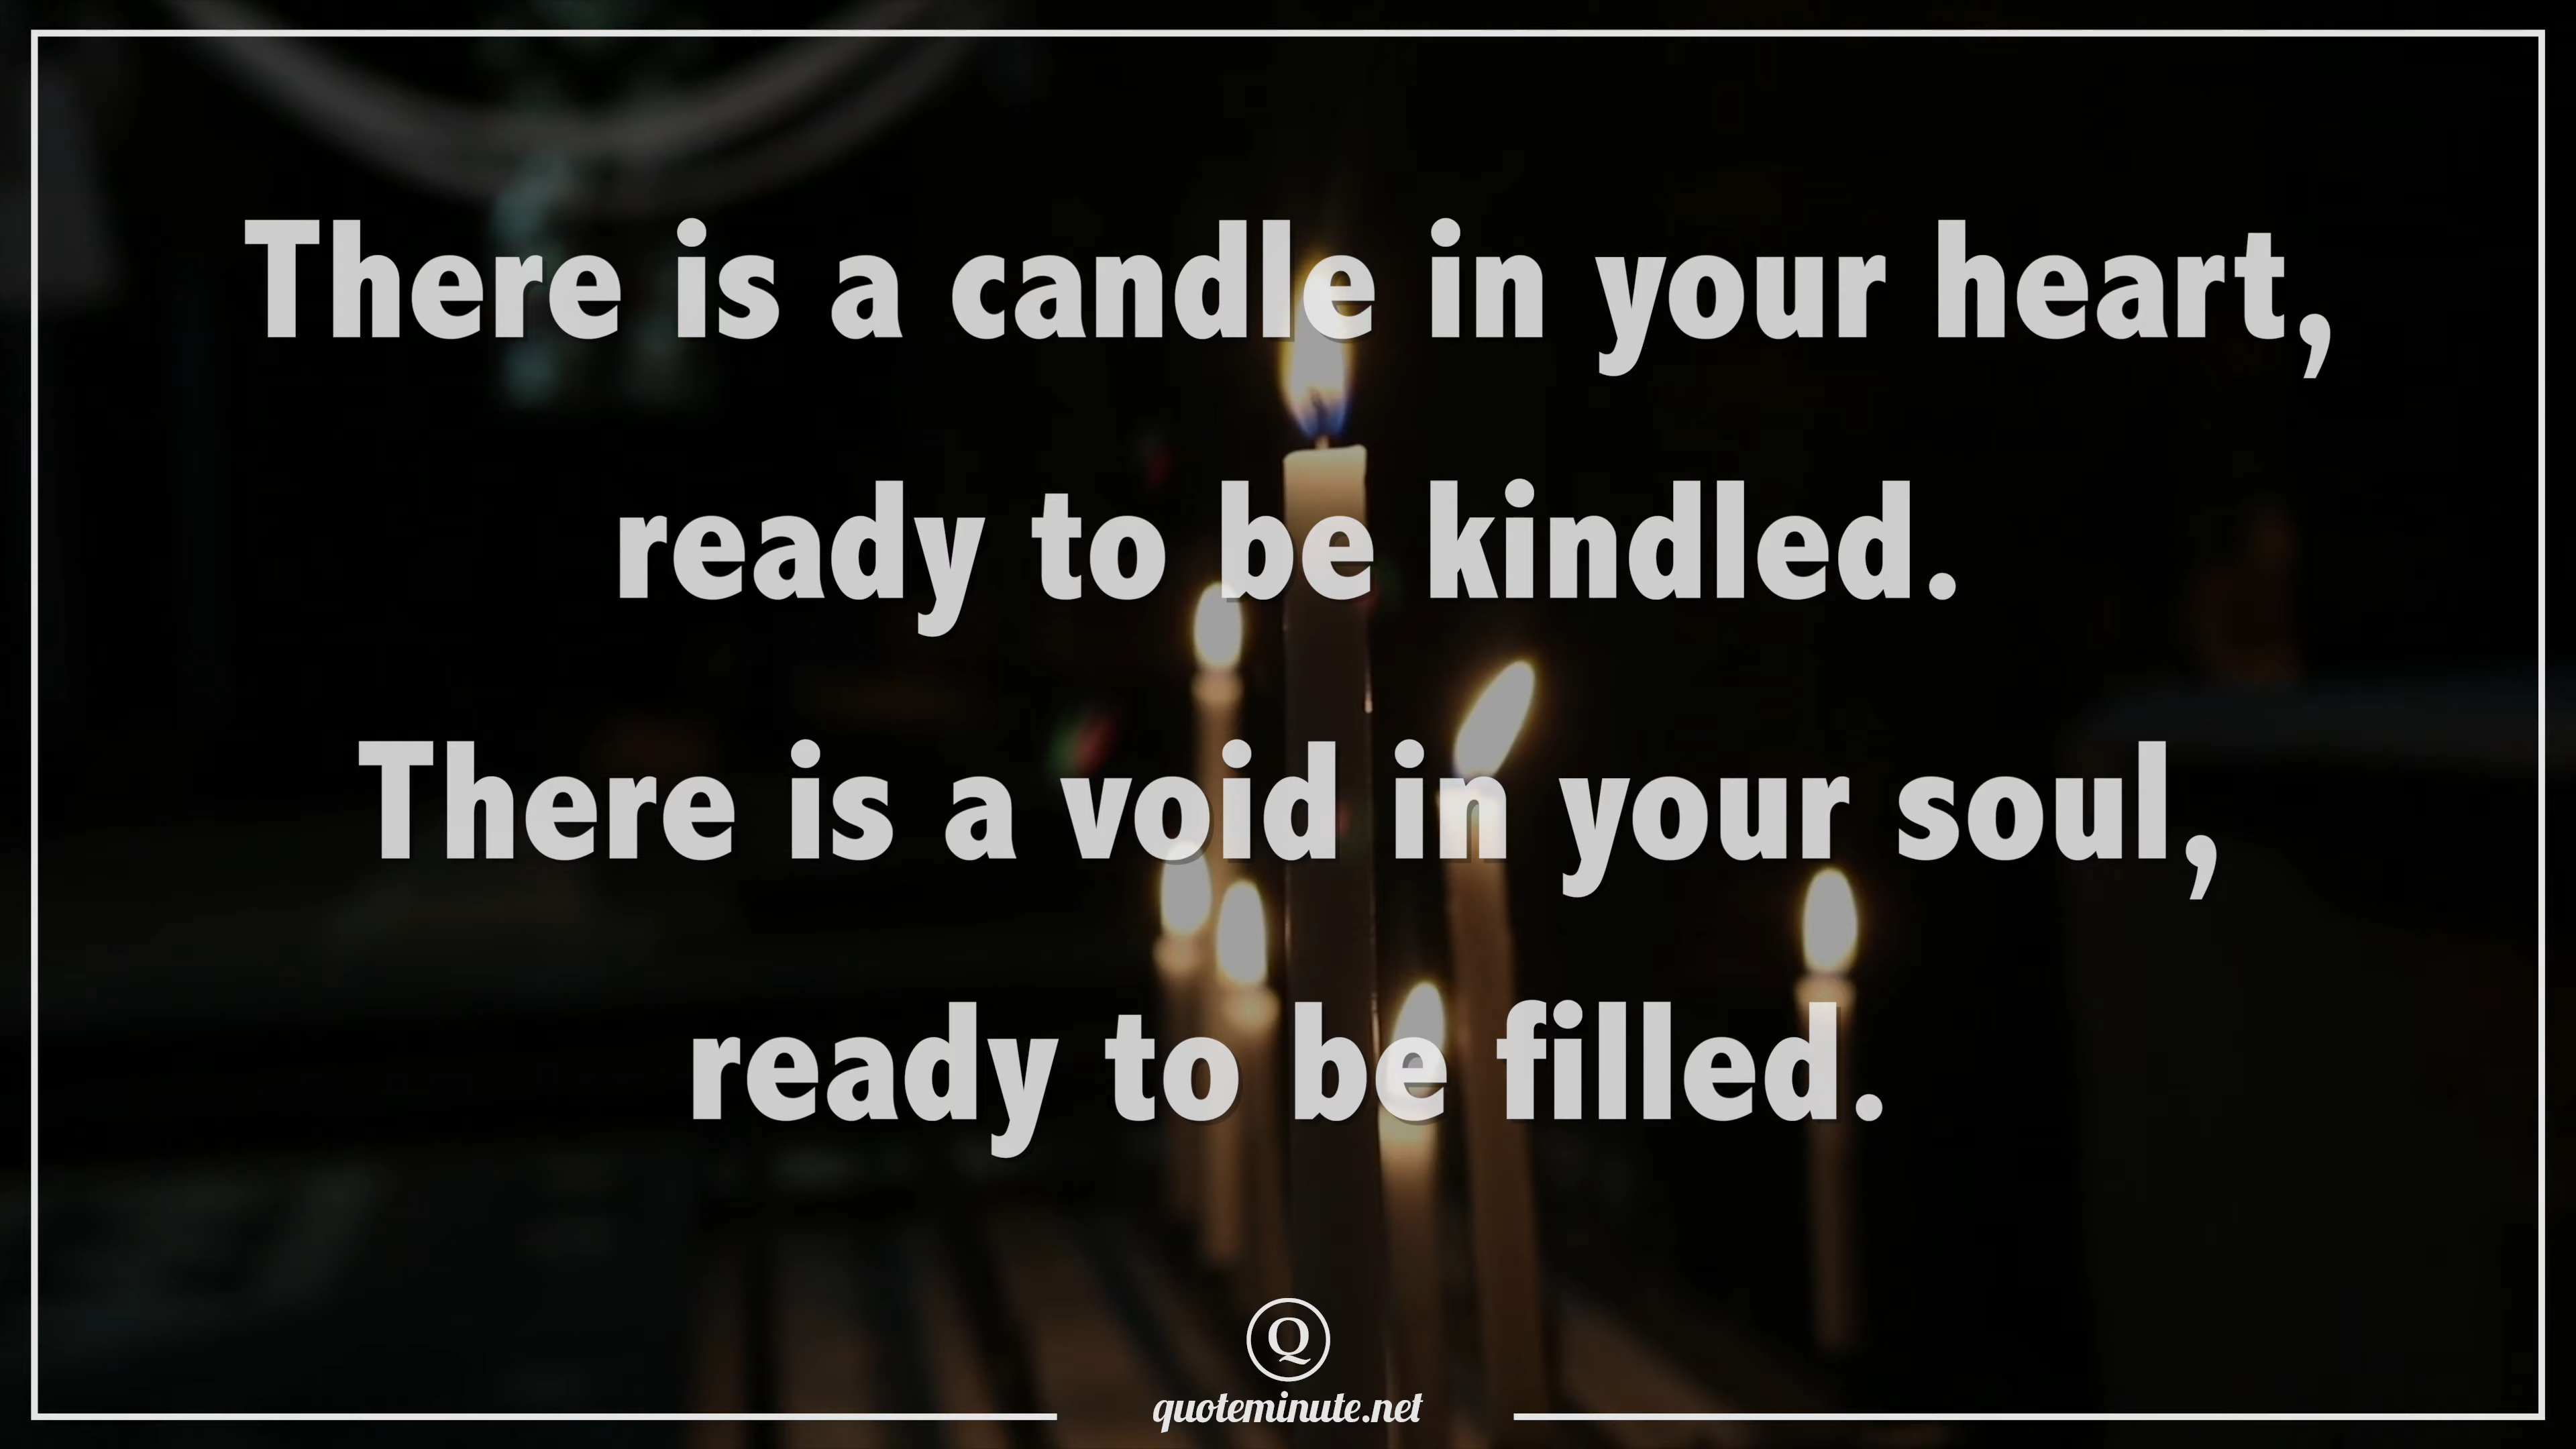 There is a candle in your heart,
ready to be kindled.
There is a void in your soul,
ready to be filled.
Q
quoteminute.net